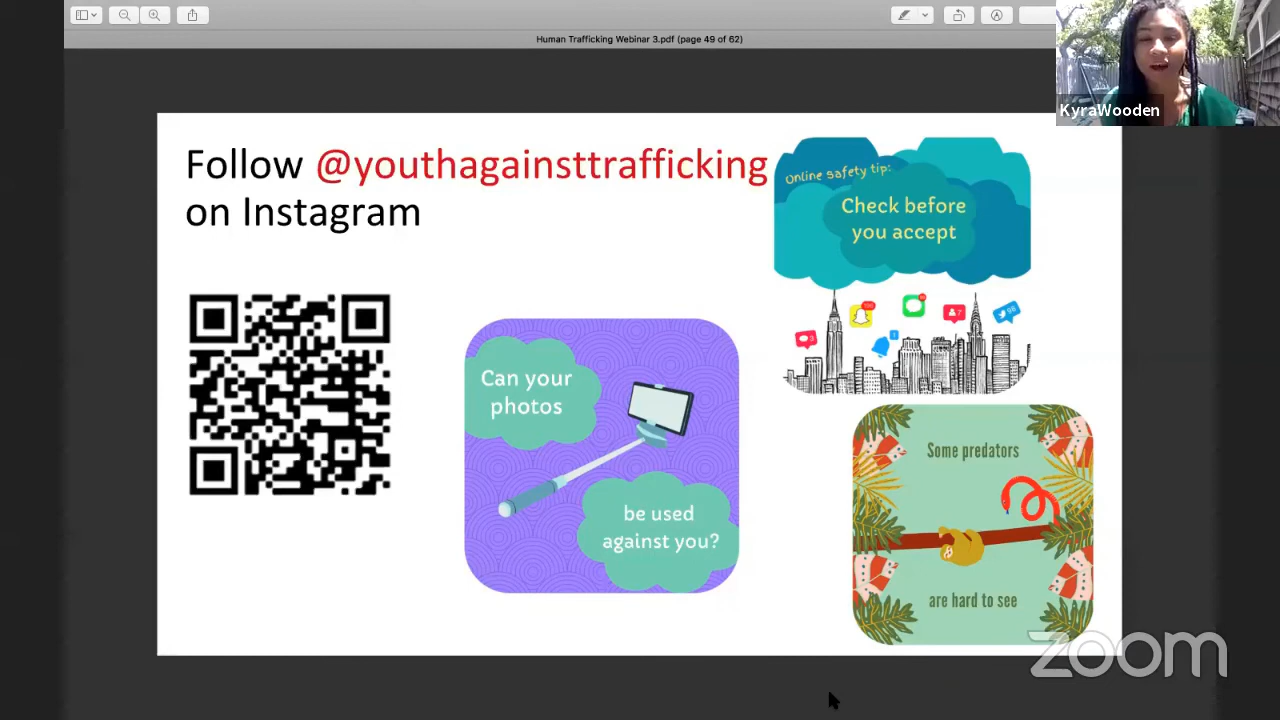 Human Trafficking Webinar 3.pdf (page 49 of 62)
KyraWooden
Follow @youthagainsttrafficking
on Instagram
Online safety tip:
Check before
you accept
Can your
photos
be used
against you?
Some predators
are hard to see
zoom